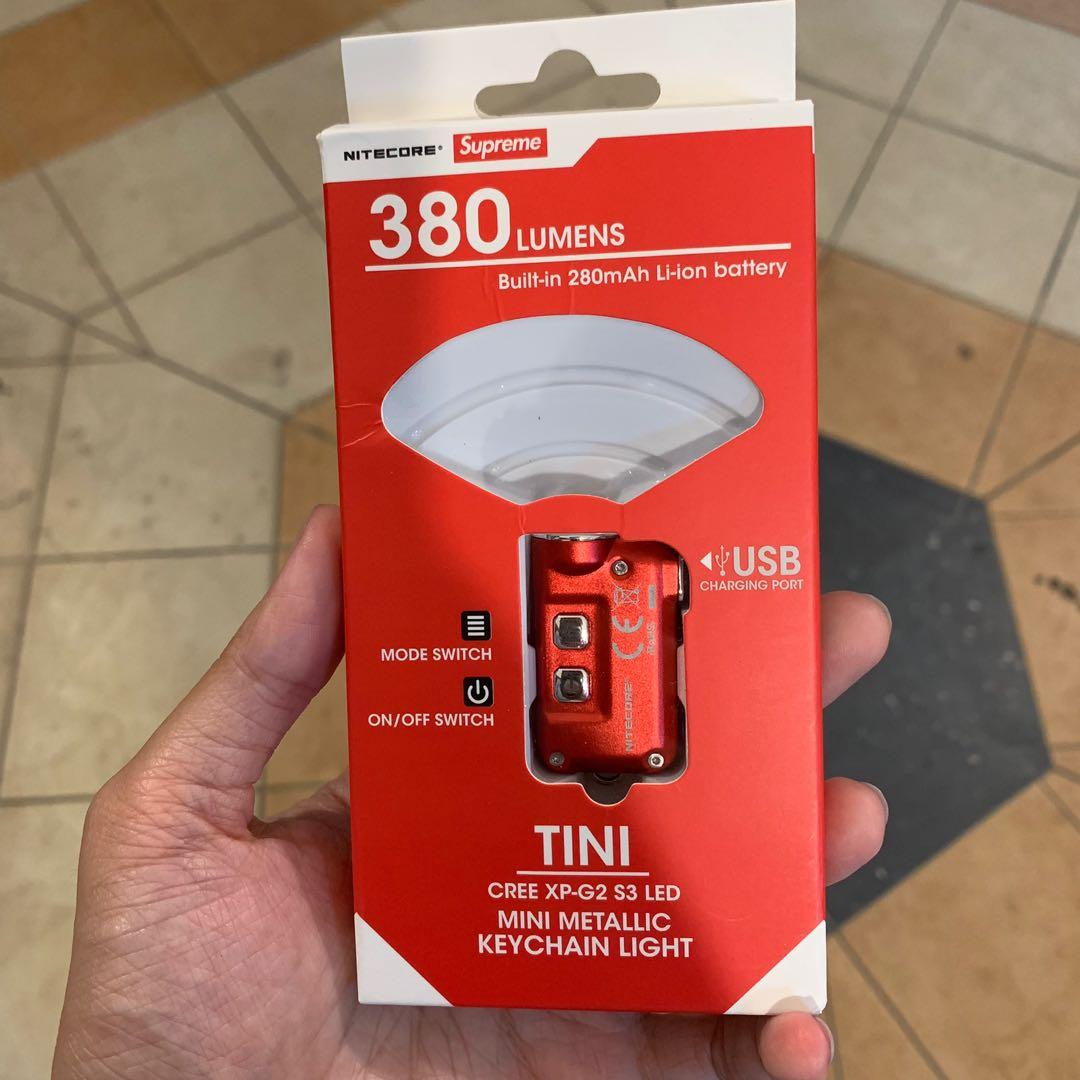 NITECORE® Supreme
380 LUMENS
Built-in 280mAh Li-ion battery
USB
CHARGING PORT
MODE SWITCH
ON/OFF SWITCH
CE
RoHS
NITECORE®
TINI
CREE XP-G2 S3 LED
MINI METALLIC
KEYCHAIN LIGHT